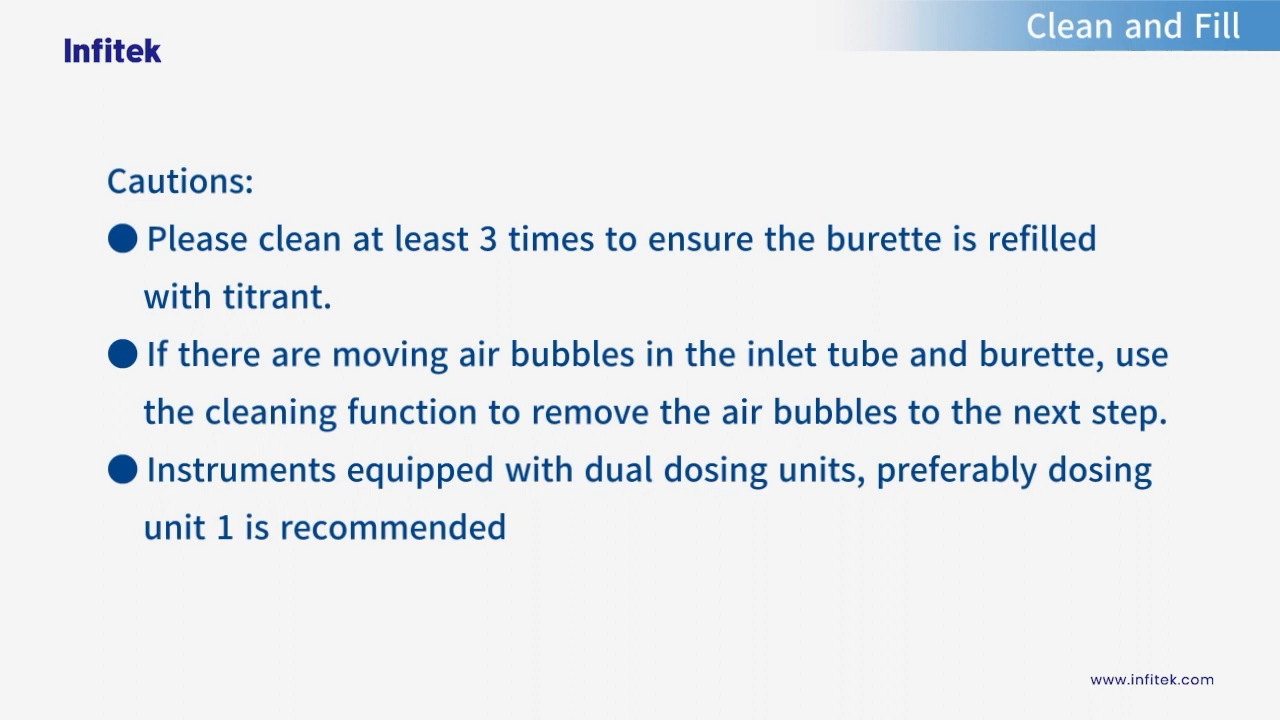 Clean and Fill
Infitek
Cautions:
● Please clean at least 3 times to ensure the burette is refilled
with titrant.
● If there are moving air bubbles in the inlet tube and burette, use
the cleaning function to remove the air bubbles to the next step.
● Instruments equipped with dual dosing units, preferably dosing
unit 1 is recommended
www.infitek.com